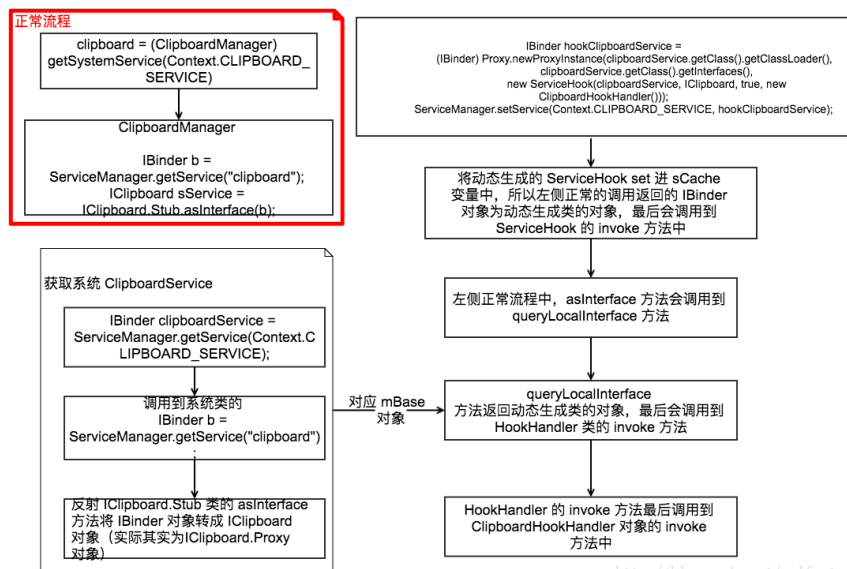 正常流程
clipboard = (ClipboardManager)
getSystemService(Context.CLIPBOARD_
SERVICE)
ClipboardManager
IBinder b =
ServiceManager.getService("clipboard");
IClipboard sService =
IClipboard.Stub.asInterface(b);
获取系统 ClipboardService
IBinder clipboardService =
ServiceManager.getService(Context.C
LIPBOARD_SERVICE);
调用到系统类的
IBinder b =
ServiceManager.getService("clipboard")
;
反射 IClipboard.Stub 类的 asInterface
方法将 IBinder 对象转成 IClipboard
对象（实际其实为IClipboard.Proxy
对象）
对应 mBase
对象
IBinder hookClipboardService =
(IBinder) Proxy.newProxyInstance(clipboardService.getClass().getClassLoader(),
clipboardService.getClass().getInterfaces(),
new ServiceHook(clipboardService, IClipboard, true, new
ClipboardHookHandler()));
ServiceManager.setService(Context.CLIPBOARD_SERVICE, hookClipboardService);
将动态生成的 ServiceHook set 进 sCache
变量中，所以左侧正常的调用返回的 IBinder
对象为动态生成类的对象，最后会调用到
ServiceHook 的 invoke 方法中
左侧正常流程中，asInterface 方法会调用到
queryLocalInterface 方法
queryLocalInterface
方法返回动态生成类的对象，最后会调用到
HookHandler 类的 invoke 方法
HookHandler 的 invoke 方法最后调用到
ClipboardHookHandler 对象的 invoke
方法中